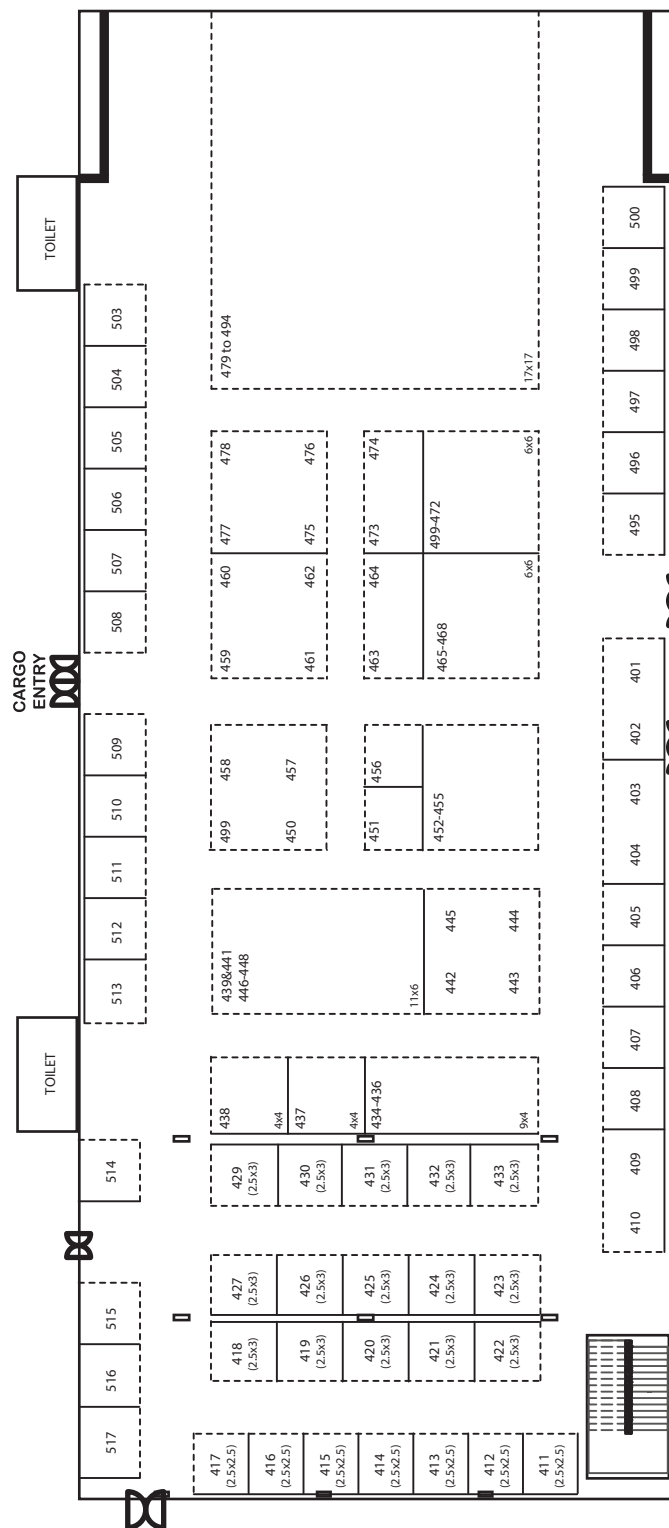 TOILET
500
499
498
497
496
495
503
504
505
506
507
508
479 to 494
17x17
478
476
477
475
474
473
6x6
499-472
460
462
459
461
464
463
6x6
465-468
CARGO
ENTRY
401
402
403
404
405
406
407
408
409
410
509
510
511
512
513
458
457
499
450
456
451
452-455
439&441
446-448
11x6
445
444
442
443
TOILET
438
4x4
437
4x4
434-436
9x4
514
429
(2.5x3)
430
(2.5x3)
431
(2.5x3)
432
(2.5x3)
433
(2.5x3)
515
516
517
427
(2.5x3)
426
(2.5x3)
425
(2.5x3)
424
(2.5x3)
423
(2.5x3)
418
(2.5x3)
419
(2.5x3)
420
(2.5x3)
421
(2.5x3)
422
(2.5x3)
417
(2.5x2.5)
416
(2.5x2.5)
415
(2.5x2.5)
414
(2.5x2.5)
413
(2.5x2.5)
412
(2.5x2.5)
411
(2.5x2.5)